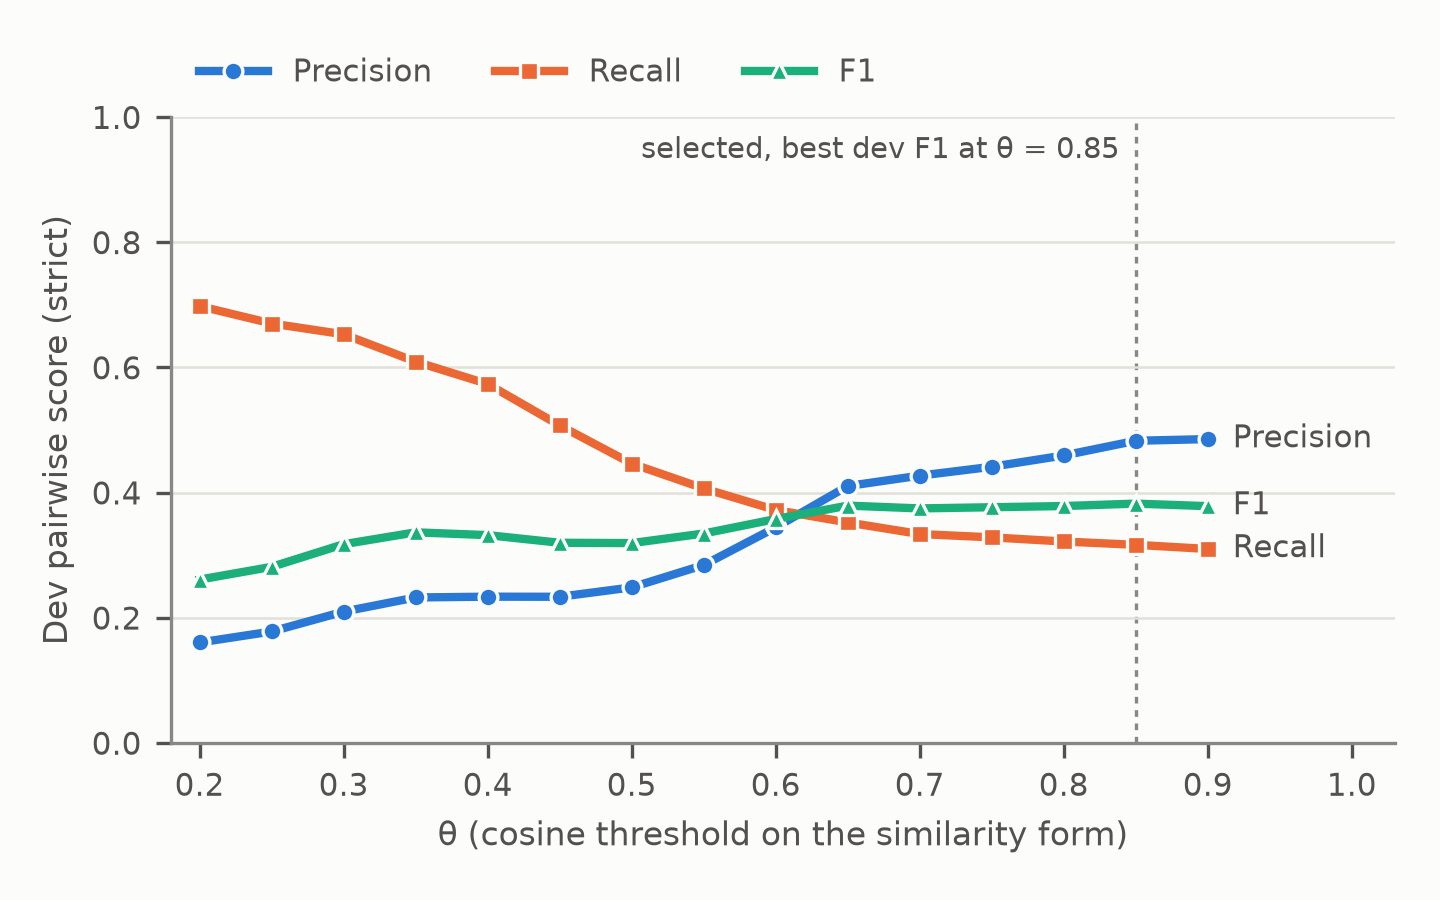 Precision Recall F1
selected, best dev F1 at θ = 0.85
Dev pairwise score (strict)
1.0
0.8
0.6
0.4
0.2
0.0
Precision
F1
Recall
0.2 0.3 0.4 0.5 0.6 0.7 0.8 0.9 1.0
θ (cosine threshold on the similarity form)